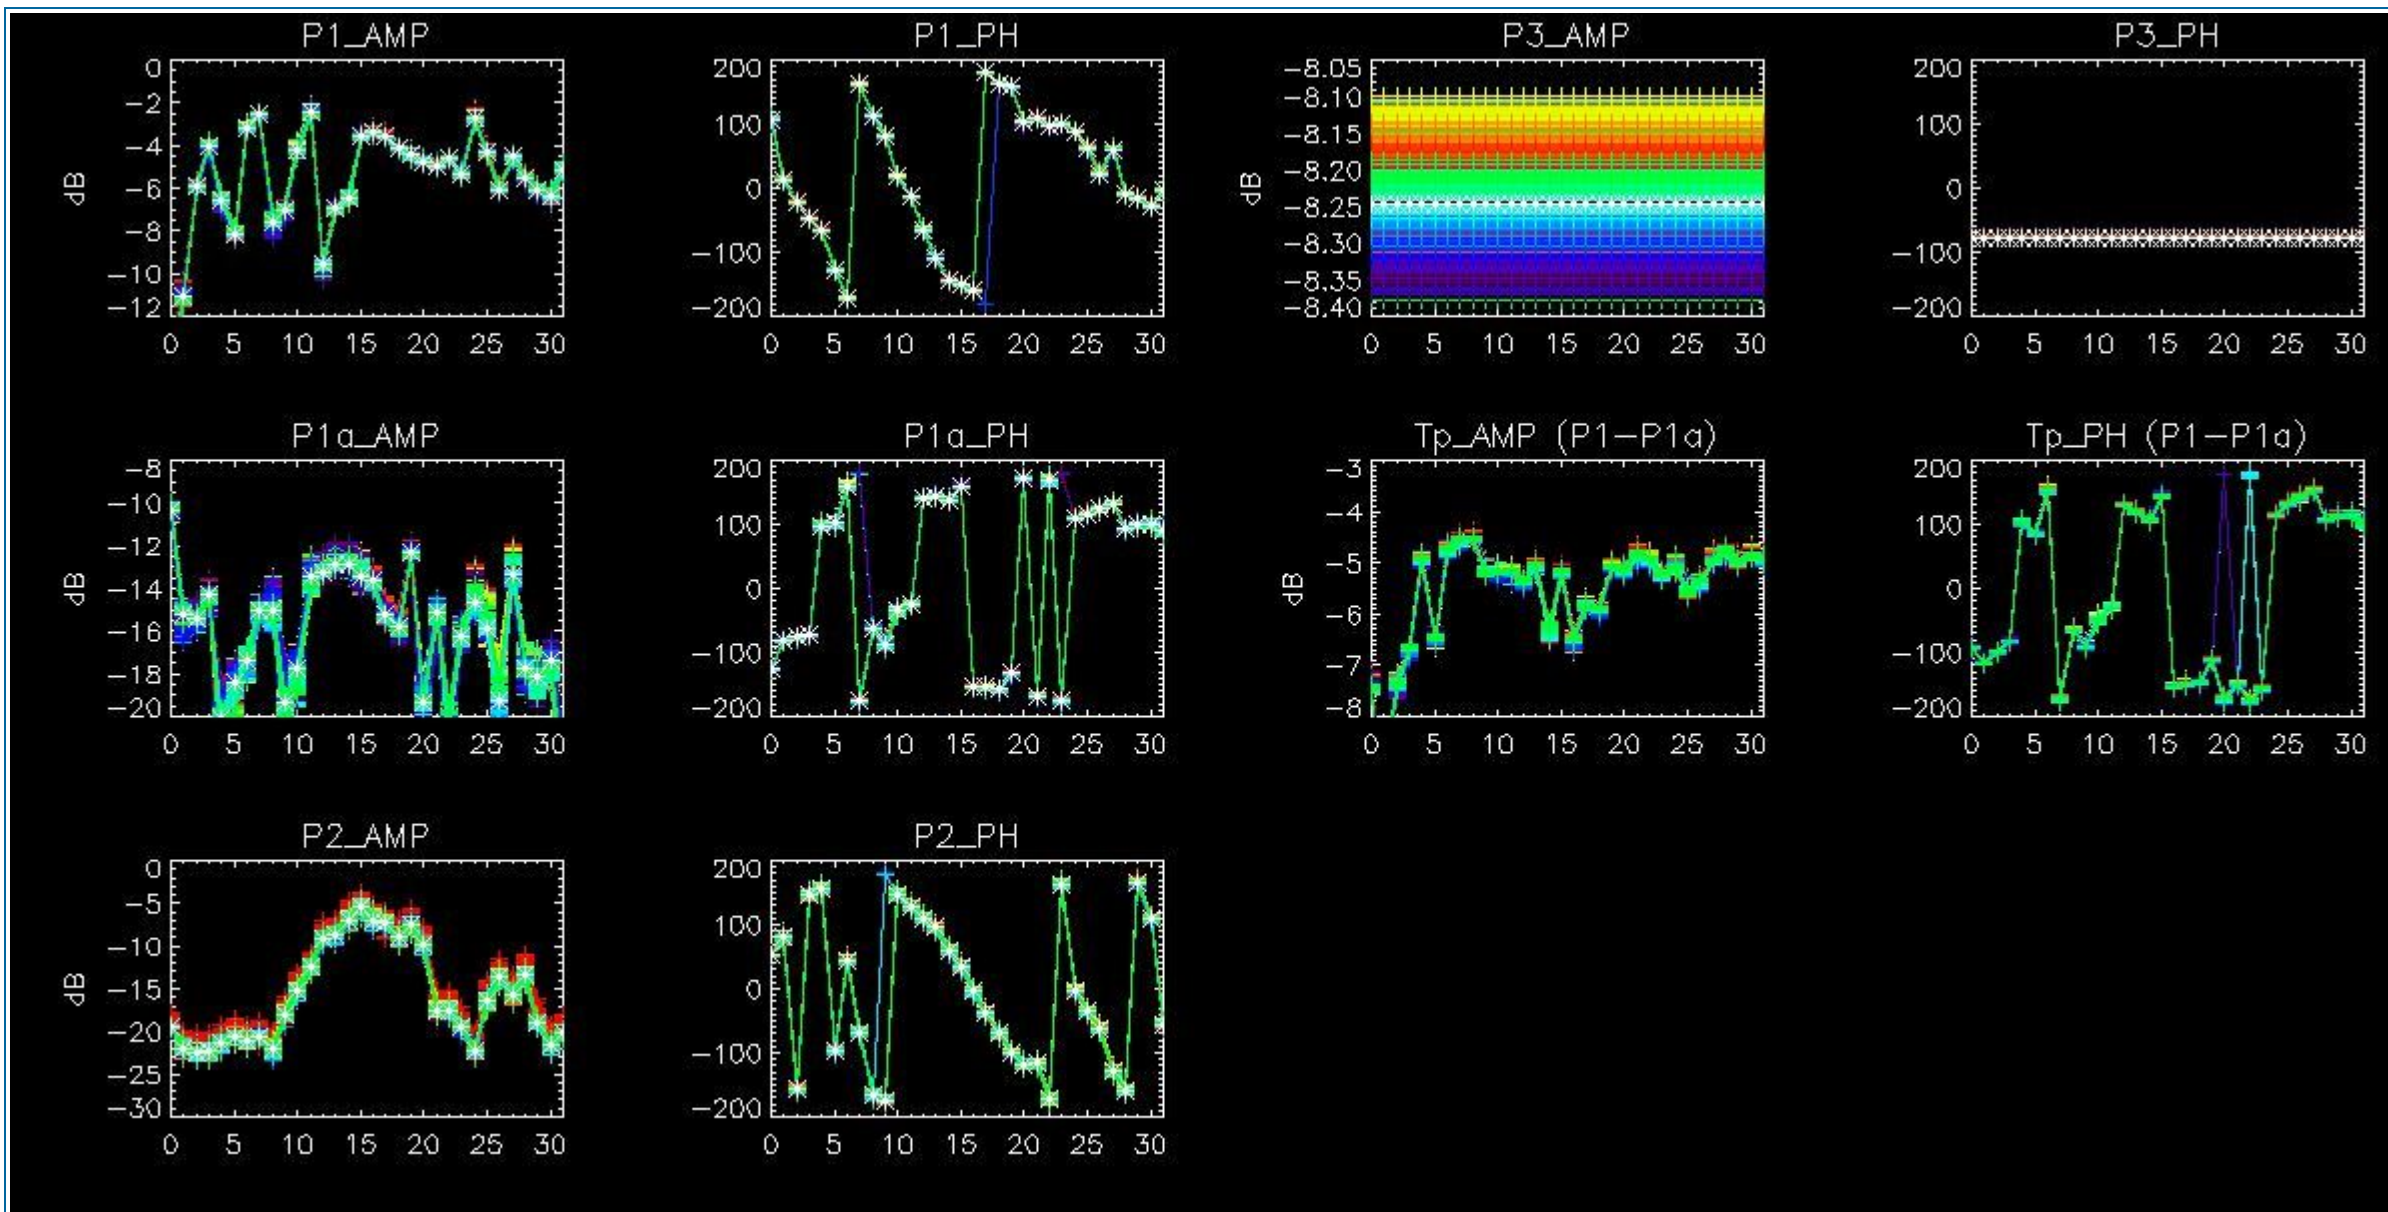 P1_AMP
0
−2
−4
−6
−8
−10
−12
dB
0 5 10 15 20 25 30
P1_PH
200
100
0
−100
−200
0 5 10 15 20 25 30
P3_AMP
−8.05
−8.10
−8.15
−8.20
−8.25
−8.30
−8.35
−8.40
dB
0 5 10 15 20 25 30
P3_PH
200
100
0
−100
−200
0 5 10 15 20 25 30
P1a_AMP
−8
−10
−12
−14
−16
−18
−20
dB
0 5 10 15 20 25 30
P1a_PH
200
100
0
−100
−200
0 5 10 15 20 25 30
Tp_AMP (P1−P1a)
−3
−4
−5
−6
−7
−8
dB
0 5 10 15 20 25 30
Tp_PH (P1−P1a)
200
100
0
−100
−200
0 5 10 15 20 25 30
P2_AMP
0
−5
−10
−15
−20
−25
−30
dB
0 5 10 15 20 25 30
P2_PH
200
100
0
−100
−200
0 5 10 15 20 25 30